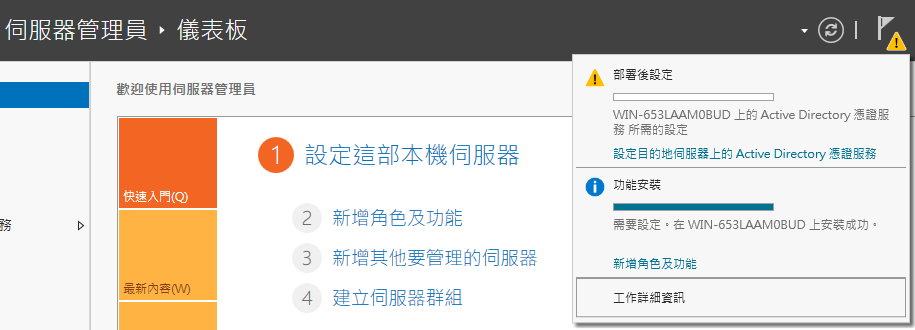 伺服器管理員 ‣ 儀表板
歡迎使用伺服器管理員
快速入門(Q)
最新內容(W)
務
1 設定這部本機伺服器
2 新增角色及功能
3 新增其他要管理的伺服器
4 建立伺服器群組
部署後設定
WIN-653LAAM0BUD 上的 Active Directory 憑證服
務 所需的設定
設定目的地伺服器上的 Active Directory 憑證服務
功能安裝
需要設定。在 WIN-653LAAM0BUD 上安裝成功。
新增角色及功能
工作詳細資訊